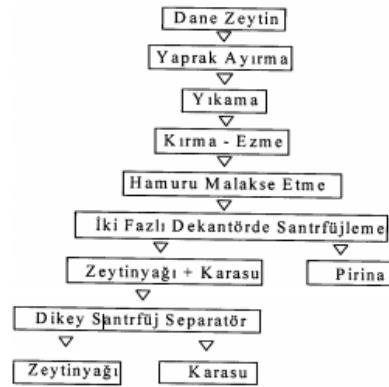 Dane Zeytin
Yaprak Ayırma
Yıkama
Kırma - Ezme
Hamuru Malakse Etme
İki Fazlı Dekantörde Santrfüjleme
Zeytinyağı + Karasu
Pirina
Dikey Santrfüj Separatör
Zeytinyağı
Karasu